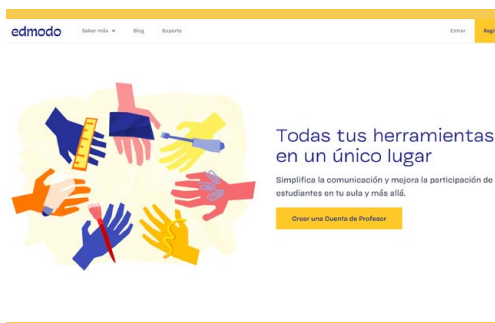 edmodo
Saber más Blog Soporte
Entrar Regi
Todas tus herramientas
en un único lugar
Simplifica la comunicación y mejora la participación de
estudiantes en tu aula y más allá.
Crear una Cuenta de Profesor